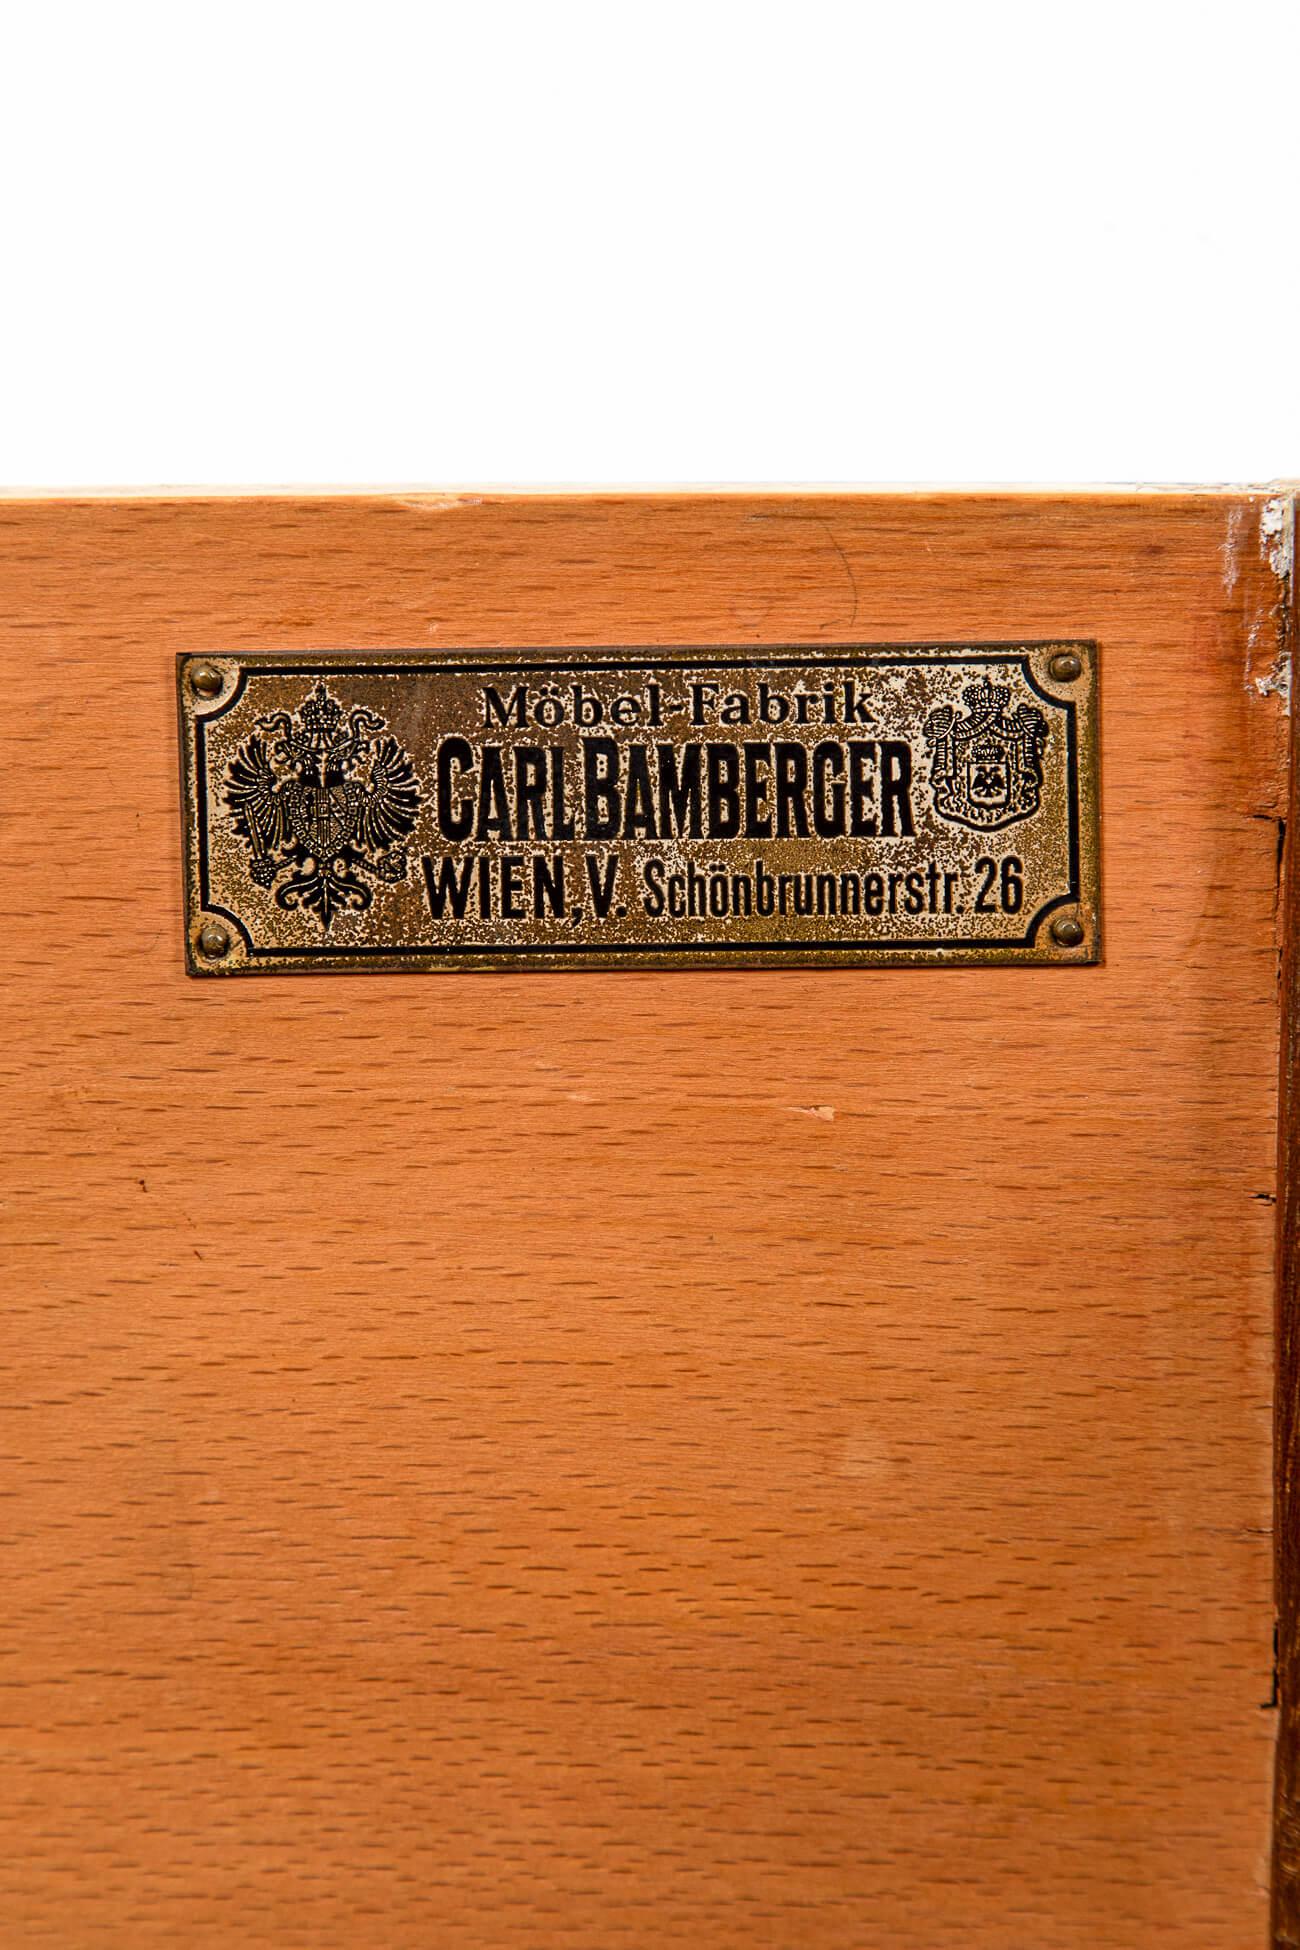 Möbel-Fabrik
CARL BAMBERGER
WIEN, V. Schönbrunnerstr. 26